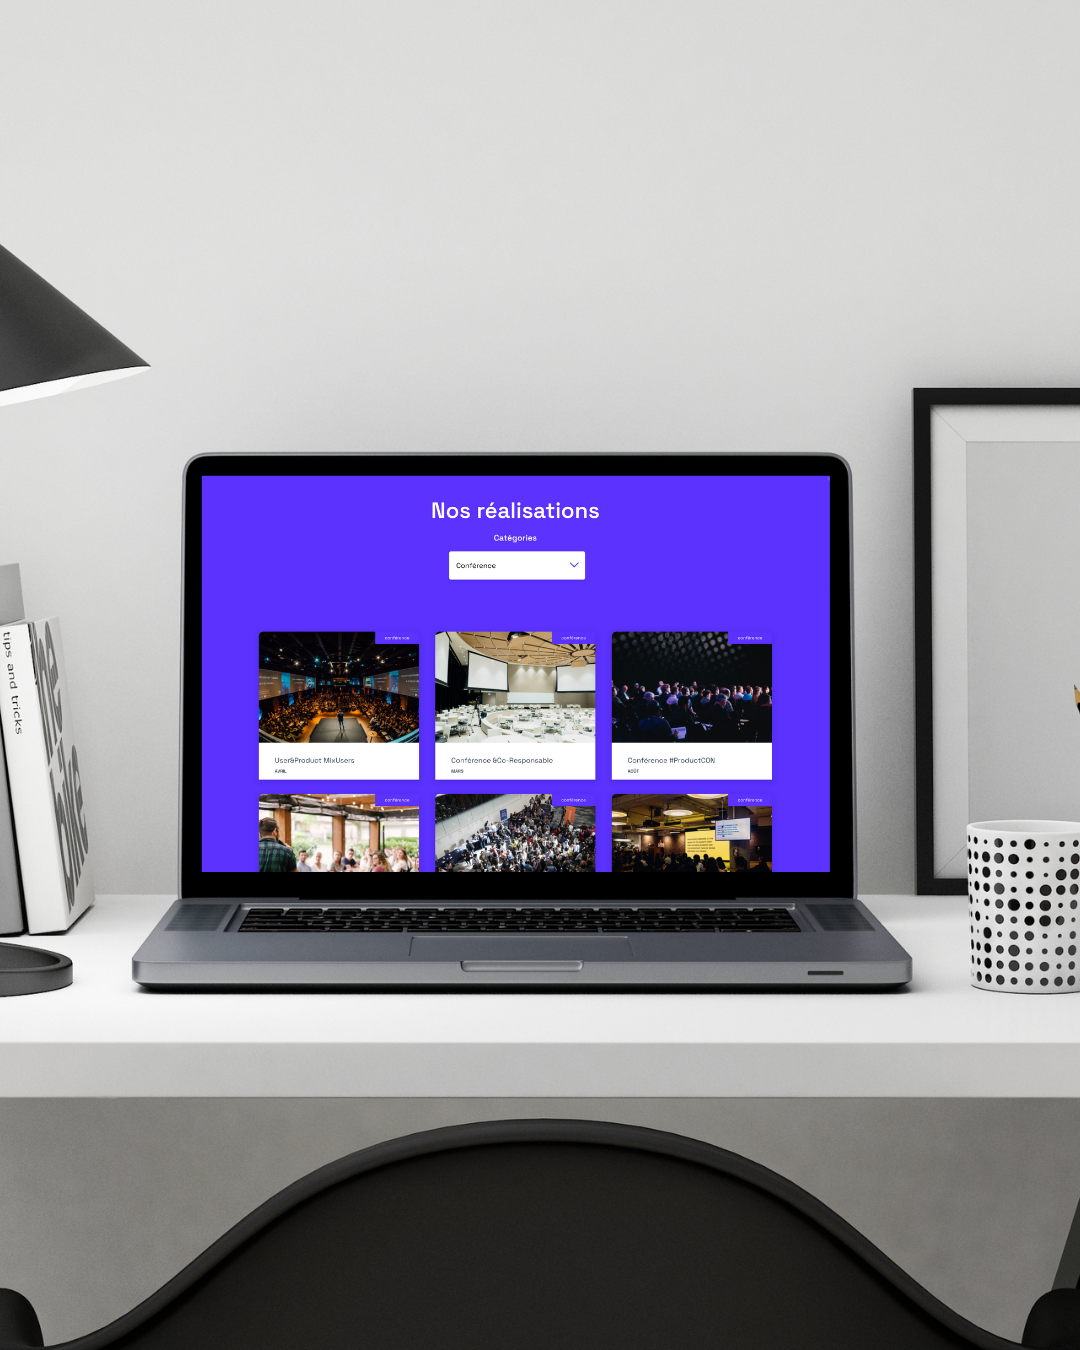 Nos réalisations
Catégories
Conférence
conférence
conférence
conférence
User&Product MixUsers
AVRIL
Conférence &Co-Responsable
MARS
Conférence #ProductCON
AOÛT
conférence
conférence
conférence
tips and tricks